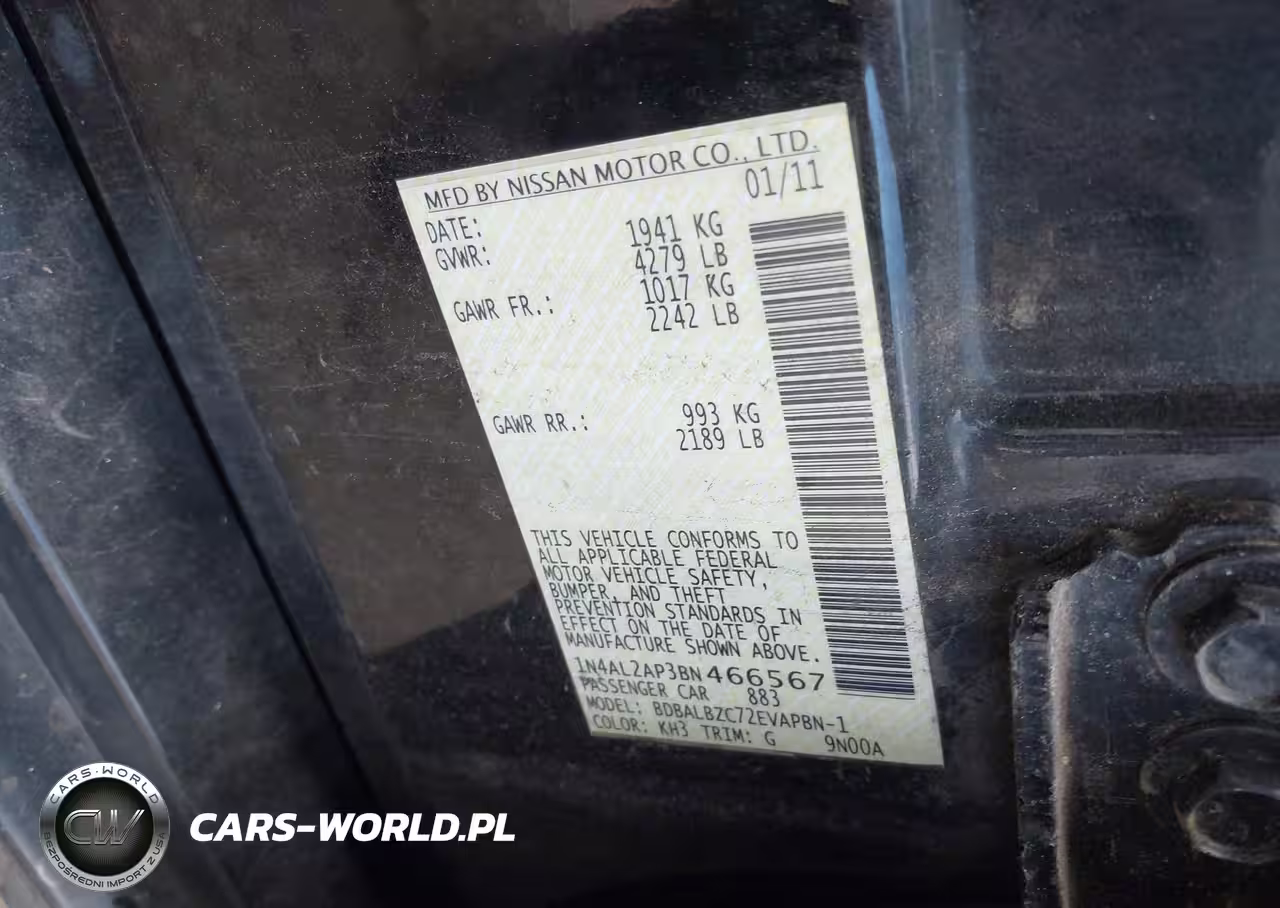 MFD BY NISSAN MOTOR CO., LTD.
DATE: 01/11
GVWR: 1941 KG
4279 LB
GAWR FR.: 1017 KG
2242 LB
GAWR RR.: 993 KG
2189 LB
THIS VEHICLE CONFORMS TO
ALL APPLICABLE FEDERAL
MOTOR VEHICLE SAFETY,
BUMPER, AND THEFT
PREVENTION STANDARDS IN
EFFECT ON THE DATE OF
MANUFACTURE SHOWN ABOVE.
1N4AL2AP3BN466567
PASSENGER CAR 883
MODEL: BDBALBZC72EVAPBN-1
COLOR: KH3 TRIM: G 9N00A
CARS-WORLD
CW
BEZPOŚREDNI IMPORT Z USA
CARS-WORLD.PL